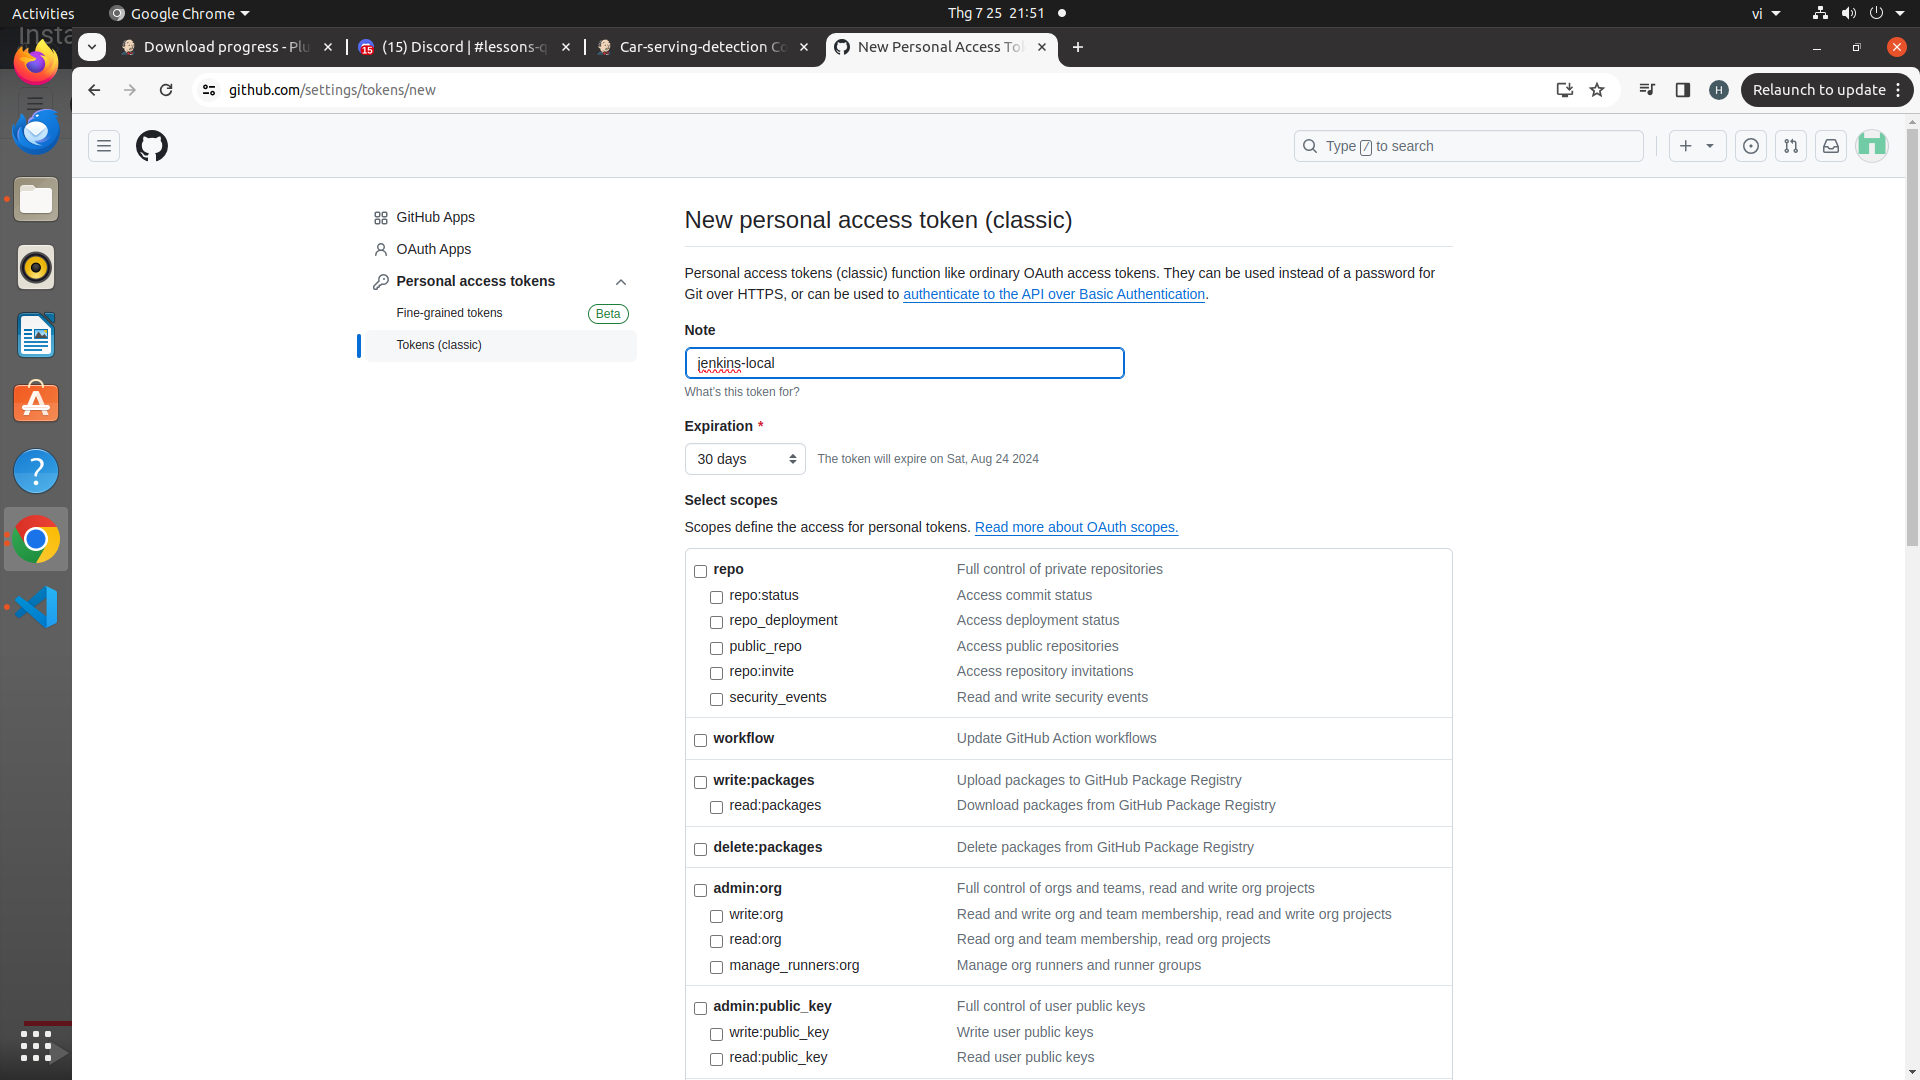 Activities
Google Chrome
Thg 7 25 21:51
vi
Insta
Download progress - Plu
(15) Discord | #lessons-q
Car-serving-detection Co
New Personal Access To
github.com/settings/tokens/new
H
Relaunch to update
Type / to search
GitHub Apps
OAuth Apps
Personal access tokens
Fine-grained tokens
Beta
Tokens (classic)
New personal access token (classic)
Personal access tokens (classic) function like ordinary OAuth access tokens. They can be used instead of a password for
Git over HTTPS, or can be used to authenticate to the API over Basic Authentication.
Note
jenkins-local
What's this token for?
Expiration *
30 days
The token will expire on Sat, Aug 24 2024
Select scopes
Scopes define the access for personal tokens. Read more about OAuth scopes.
repo Full control of private repositories
repo:status Access commit status
repo_deployment Access deployment status
public_repo Access public repositories
repo:invite Access repository invitations
security_events Read and write security events
workflow Update GitHub Action workflows
write:packages Upload packages to GitHub Package Registry
read:packages Download packages from GitHub Package Registry
delete:packages Delete packages from GitHub Package Registry
admin:org Full control of orgs and teams, read and write org projects
write:org Read and write org and team membership, read and write org projects
read:org Read org and team membership, read org projects
manage_runners:org Manage org runners and runner groups
admin:public_key Full control of user public keys
write:public_key Write user public keys
read:public_key Read user public keys